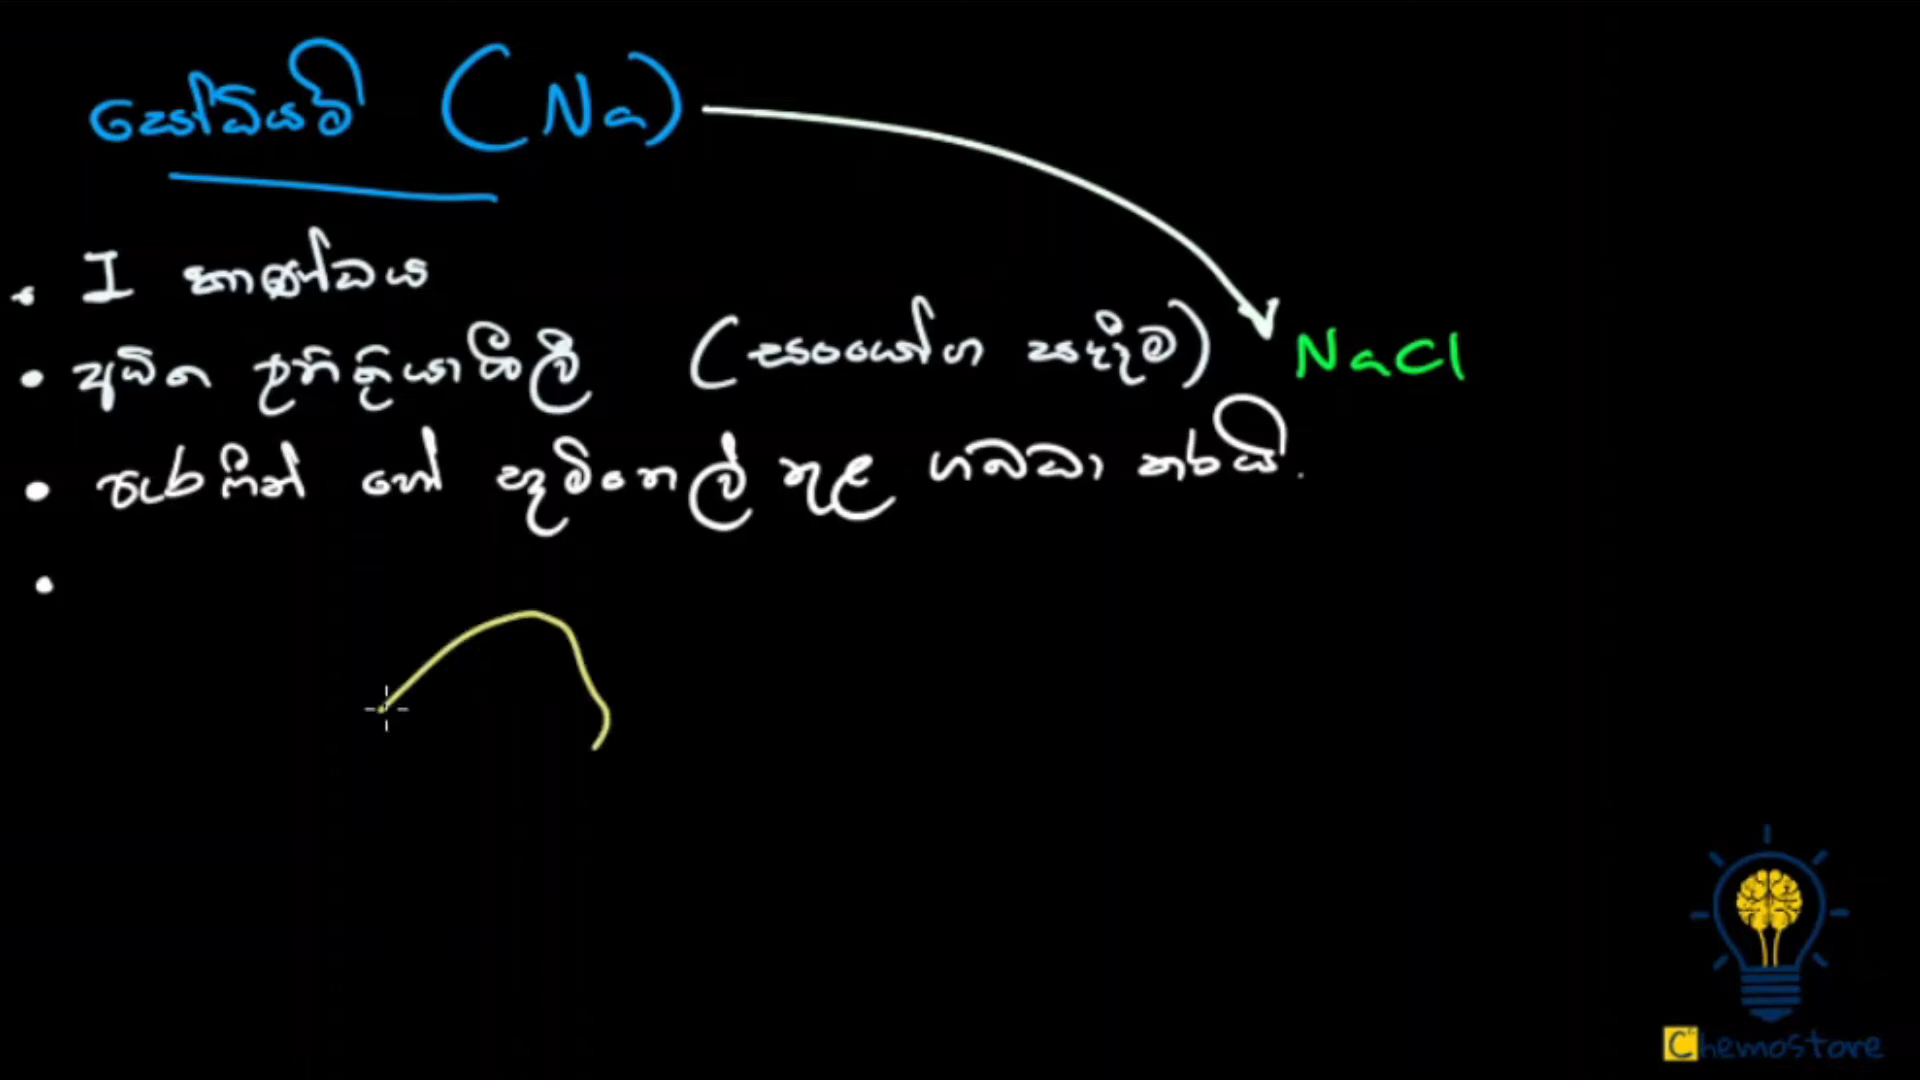 සෝඩියම් (Na)
• I කාණ්ඩය
• අධික ප්‍රතික්‍රියාශීලී (සංයෝග සෑදීම) NaCl
• පැරෆින් හෝ භූමිතෙල් තුළ ගබඩා කරයි.
•
Chemostore